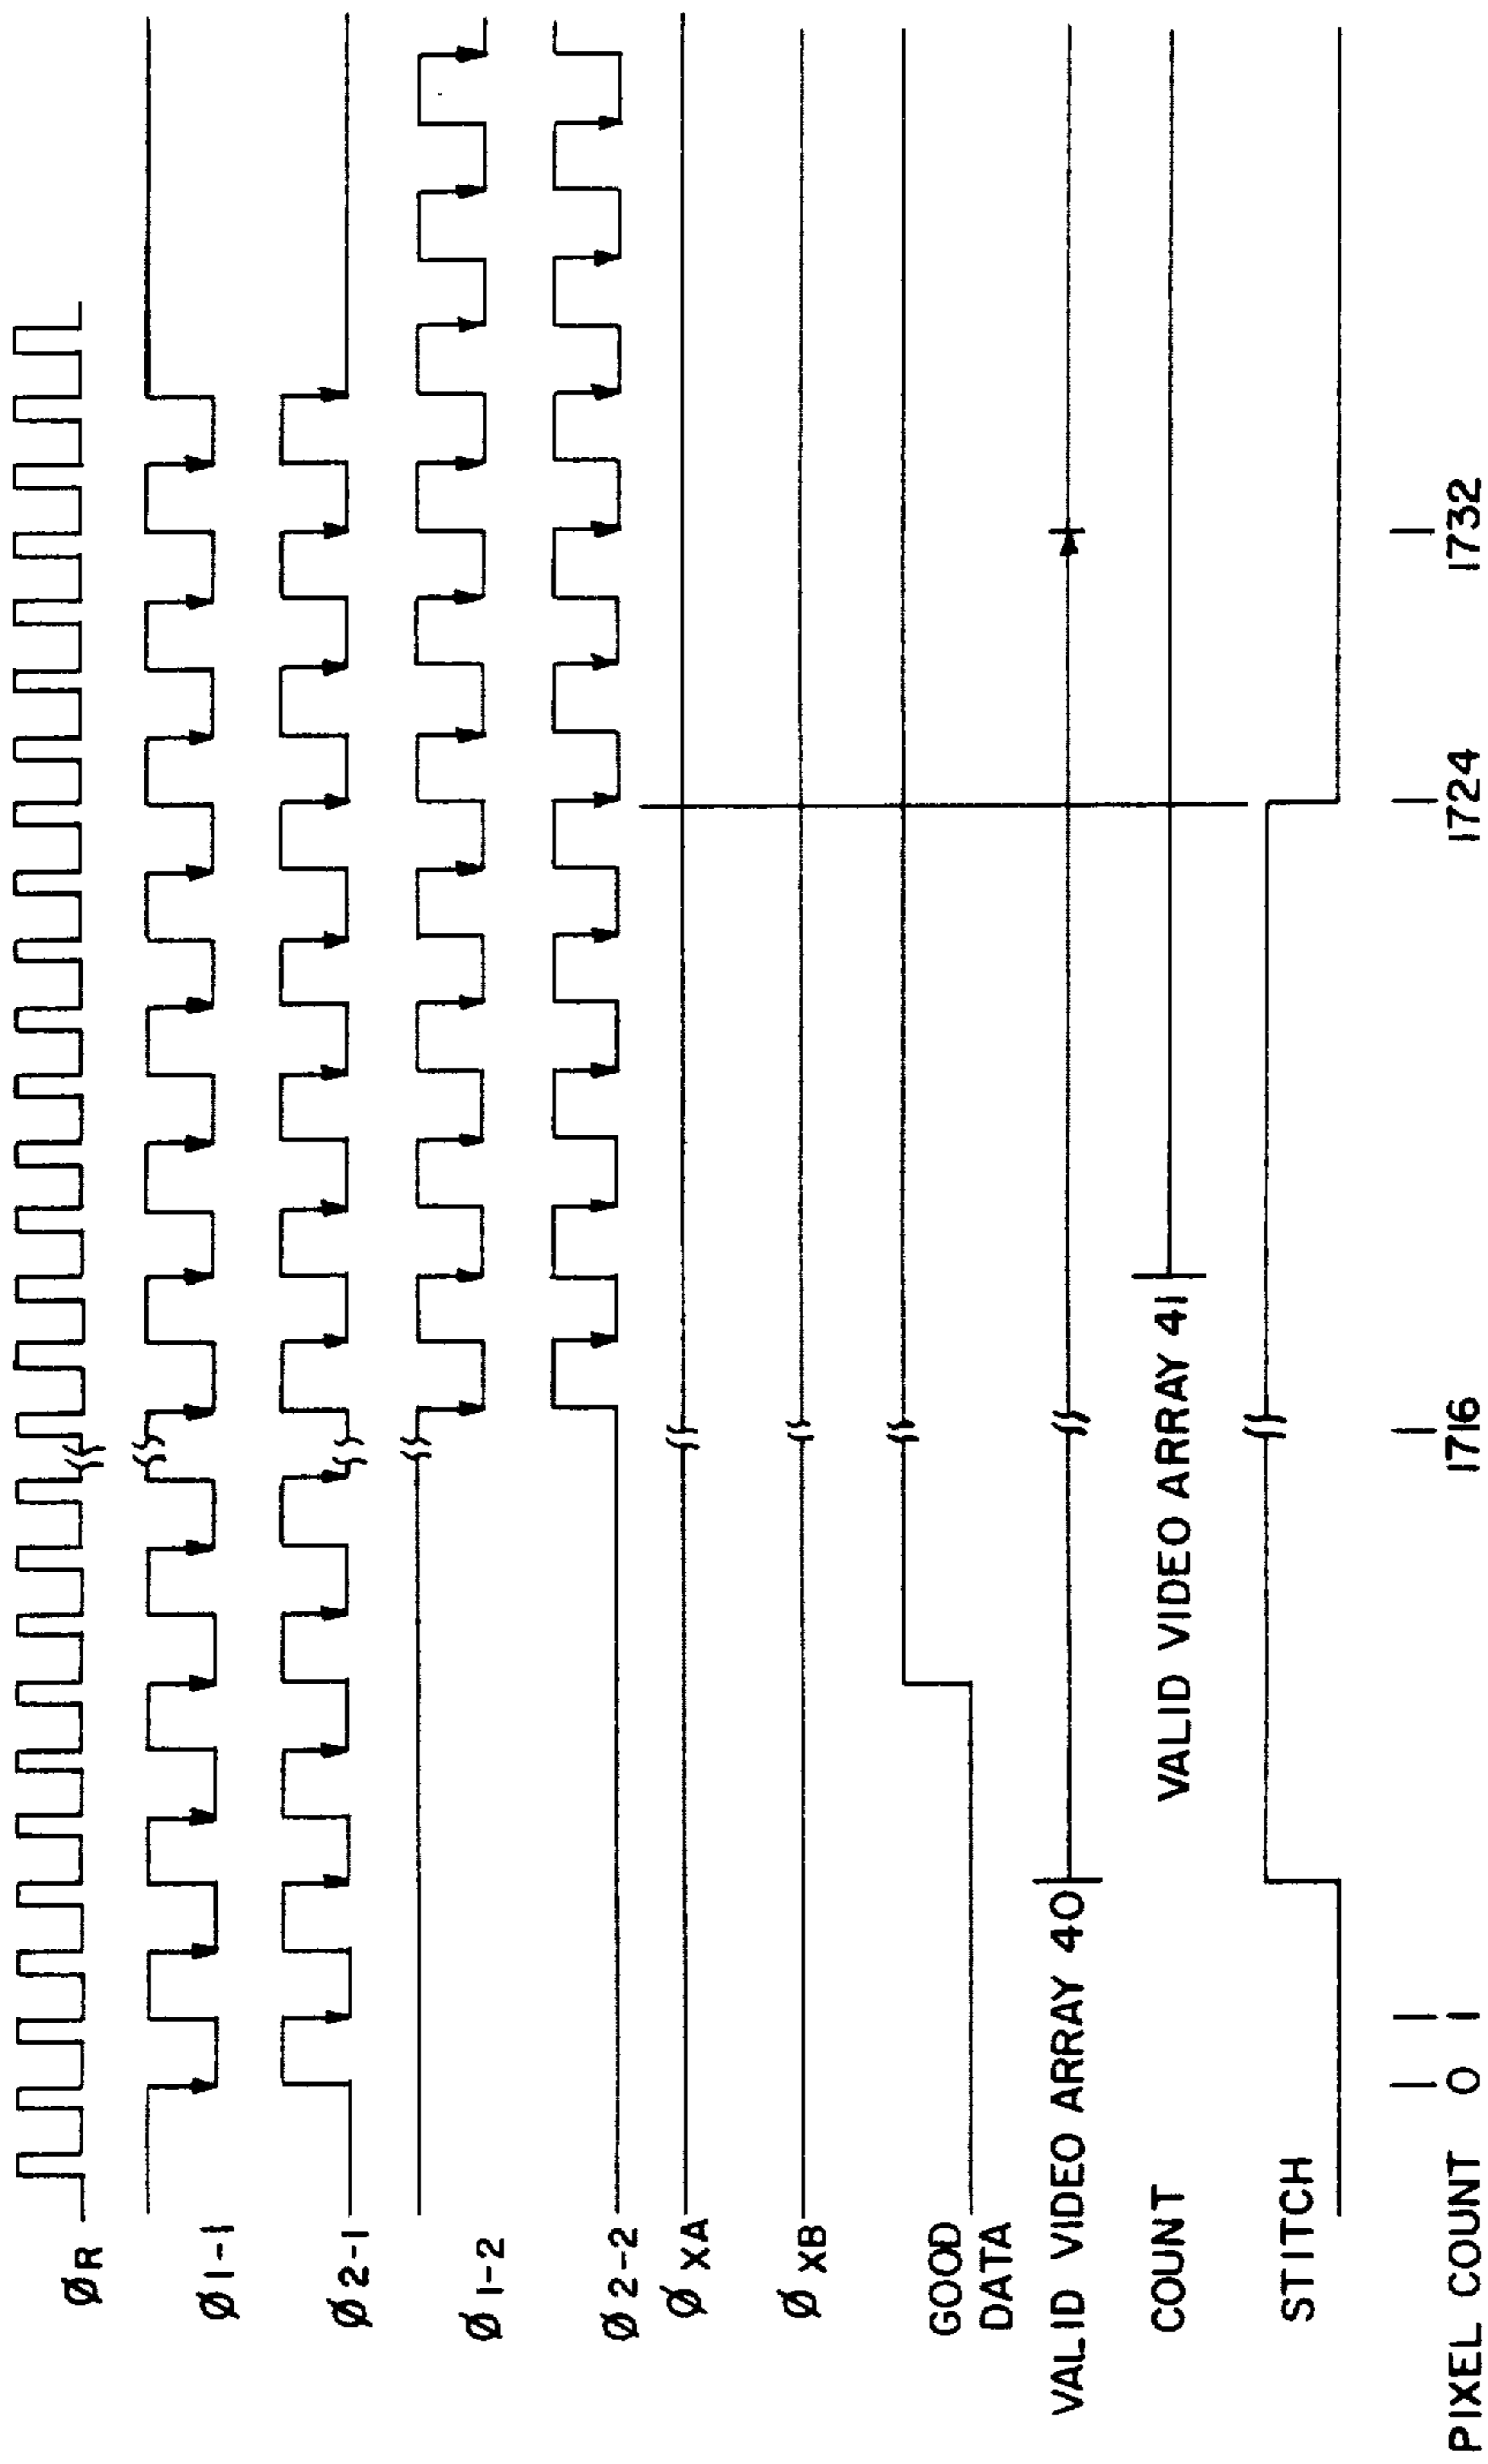 ØR
Ø1-1
Ø2-1
Ø1-2
Ø2-2
ØXA
ØXB
GOOD
DATA
VALID VIDEO ARRAY 40
VALID VIDEO ARRAY 41
COUNT
STITCH
PIXEL COUNT 0 1 1716 1724 1732